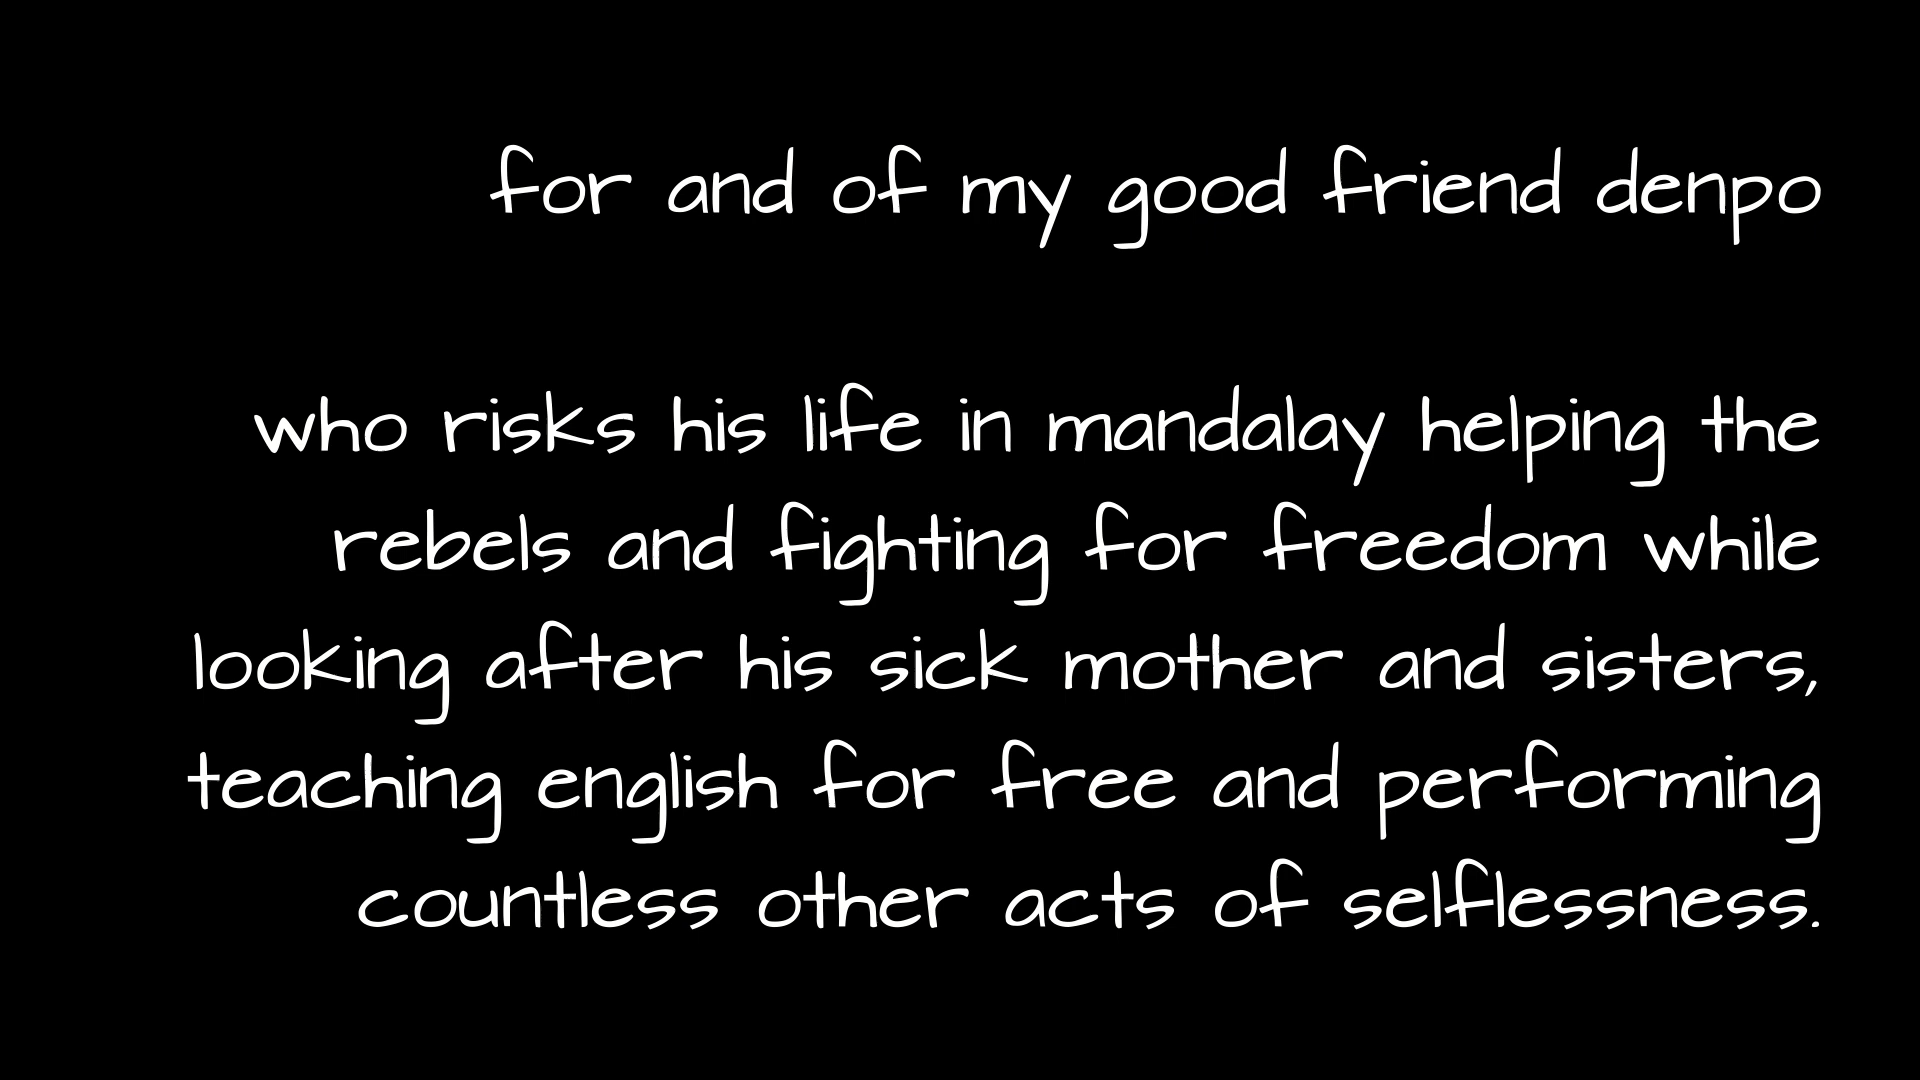 for and of my good friend denpo
who risks his life in mandalay helping the
rebels and fighting for freedom while
looking after his sick mother and sisters,
teaching english for free and performing
countless other acts of selflessness.